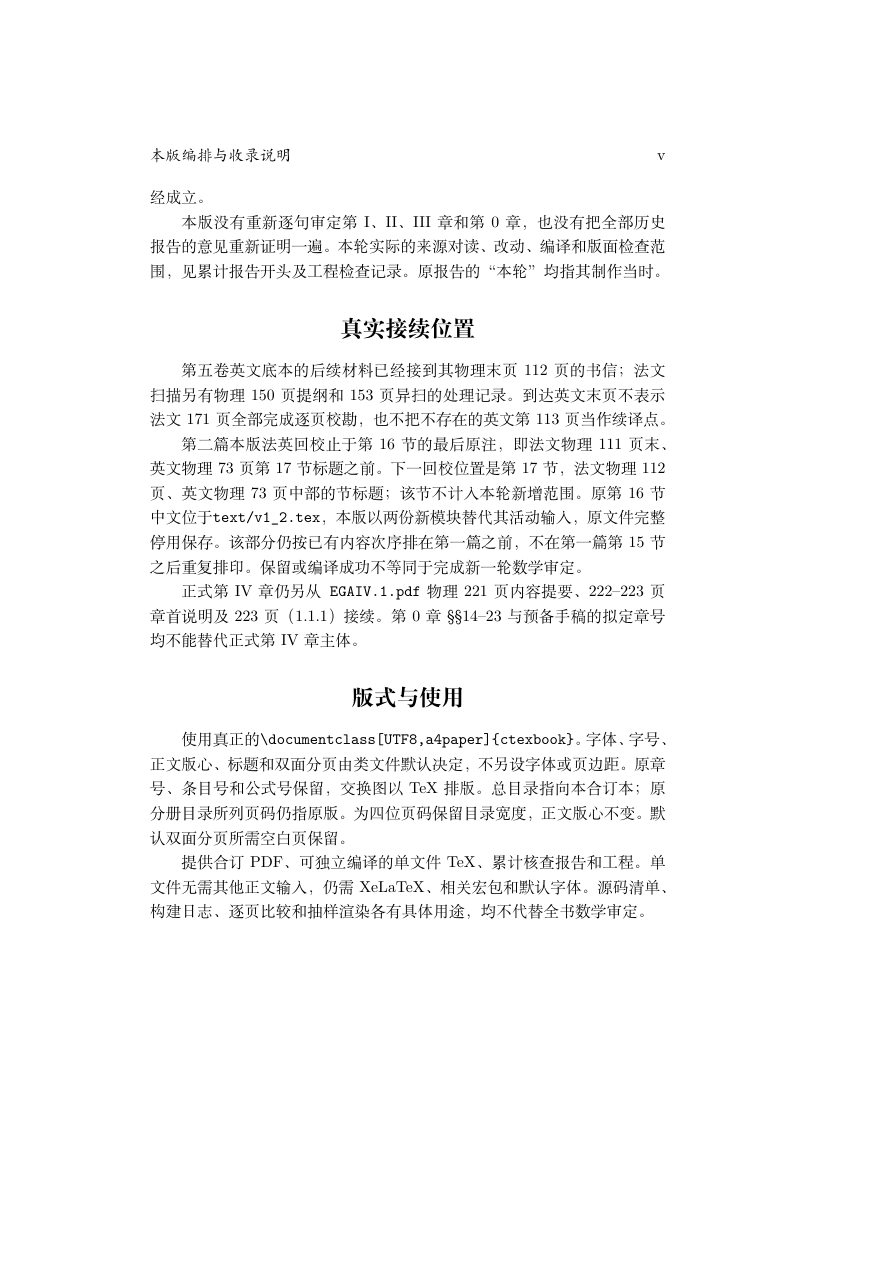 本版编排与收录说明 v
经成立。
本版没有重新逐句审定第 I、II、III 章和第 0 章，也没有把全部历史
报告的意见重新证明一遍。本轮实际的来源对读、改动、编译和版面检查范
围，见累计报告开头及工程检查记录。原报告的“本轮”均指其制作当时。
真实接续位置
第五卷英文底本的后续材料已经接到其物理末页 112 页的书信；法文
扫描另有物理 150 页提纲和 153 页异扫的处理记录。到达英文末页不表示
法文 171 页全部完成逐页校勘，也不把不存在的英文第 113 页当作续译点。
第二篇本版法英回校止于第 16 节的最后原注，即法文物理 111 页末、
英文物理 73 页第 17 节标题之前。下一回校位置是第 17 节，法文物理 112
页、英文物理 73 页中部的节标题；该节不计入本轮新增范围。原第 16 节
中文位于text/v1_2.tex，本版以两份新模块替代其活动输入，原文件完整
停用保存。该部分仍按已有内容次序排在第一篇之前，不在第一篇第 15 节
之后重复排印。保留或编译成功不等同于完成新一轮数学审定。
正式第 IV 章仍另从 EGAIV.1.pdf 物理 221 页内容提要、222–223 页
章首说明及 223 页（1.1.1）接续。第 0 章 §§14–23 与预备手稿的拟定章号
均不能替代正式第 IV 章主体。
版式与使用
使用真正的\documentclass[UTF8,a4paper]{ctexbook}。字体、字号、
正文版心、标题和双面分页由类文件默认决定，不另设字体或页边距。原章
号、条目号和公式号保留，交换图以 TeX 排版。总目录指向本合订本；原
分册目录所列页码仍指原版。为四位页码保留目录宽度，正文版心不变。默
认双面分页所需空白页保留。
提供合订 PDF、可独立编译的单文件 TeX、累计核查报告和工程。单
文件无需其他正文输入，仍需 XeLaTeX、相关宏包和默认字体。源码清单、
构建日志、逐页比较和抽样渲染各有具体用途，均不代替全书数学审定。